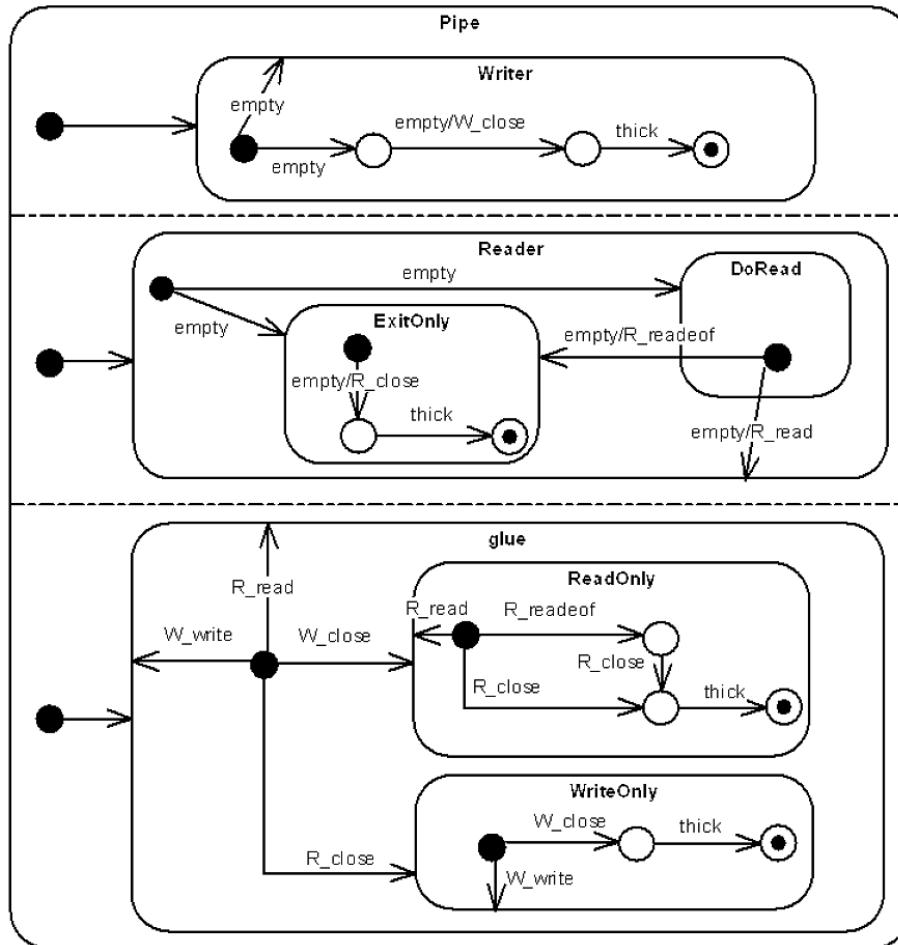 Pipe
Writer
empty
empty/W_close
thick
empty
Reader
empty
DoRead
empty
ExitOnly
empty/R_readeof
empty/R_close
thick
empty/R_read
glue
ReadOnly
R_read
R_read
R_readeof
W_write
W_close
R_close
R_close
thick
WriteOnly
W_close
thick
R_close
W_write